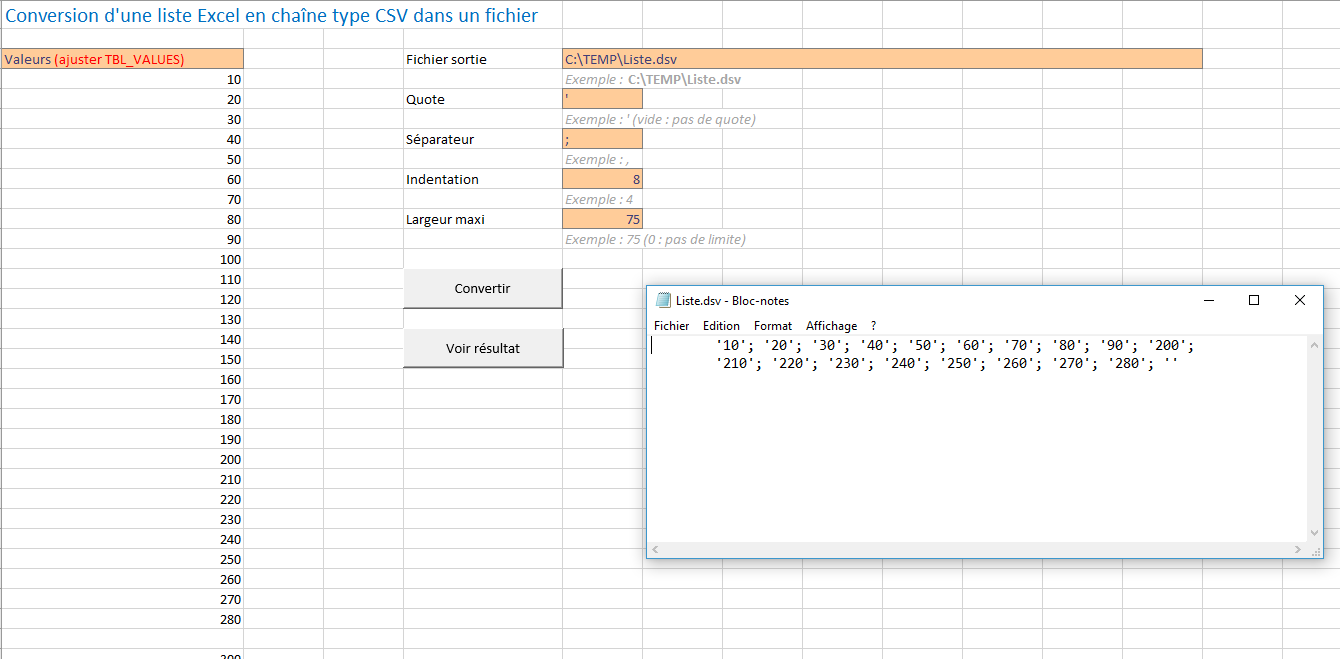 Conversion d'une liste Excel en chaîne type CSV dans un fichier
Valeurs (ajuster TBL_VALUES)
Fichier sortie
C:\TEMP\Liste.dsv
10
Exemple : C:\TEMP\Liste.dsv
20
Quote
'
30
Exemple : ' (vide : pas de quote)
40
Séparateur
;
50
Exemple : ,
60
Indentation
8
70
Exemple : 4
80
Largeur maxi
75
90
Exemple : 75 (0 : pas de limite)
100
110
120
130
140
150
160
170
180
190
200
210
220
230
240
250
260
270
280
Convertir
Voir résultat
Liste.dsv - Bloc-notes
Fichier Edition Format Affichage ?
'10'; '20'; '30'; '40'; '50'; '60'; '70'; '80'; '90'; '200';
'210'; '220'; '230'; '240'; '250'; '260'; '270'; '280'; ''